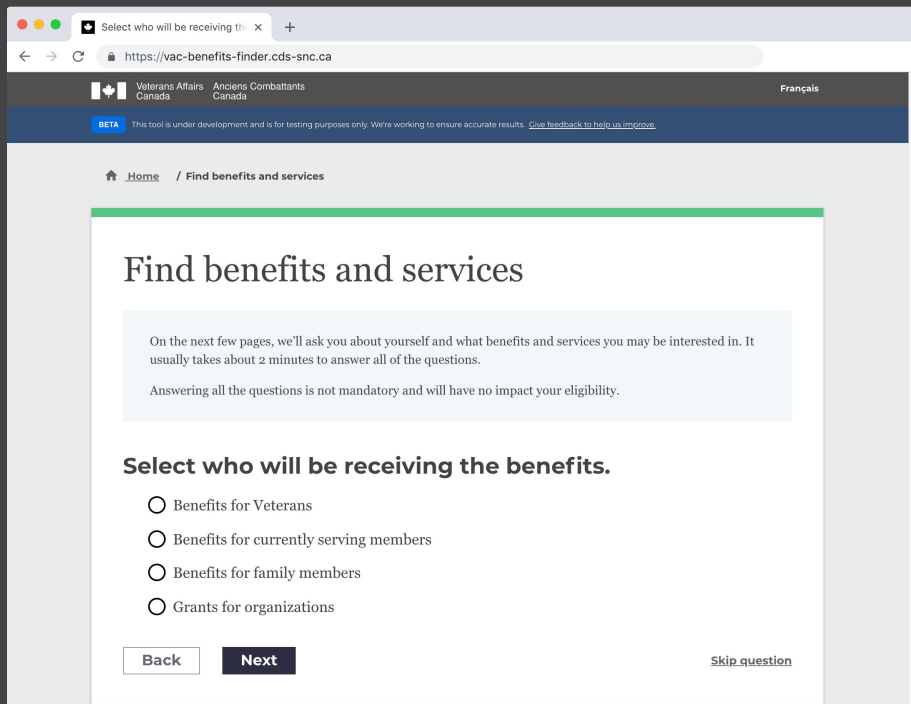 Select who will be receiving th
https://vac-benefits-finder.cds-snc.ca
Veterans Affairs Anciens Combattants
Canada Canada
Français
BETA This tool is under development and is for testing purposes only. We're working to ensure accurate results. Give feedback to help us improve.
Home / Find benefits and services
Find benefits and services
On the next few pages, we'll ask you about yourself and what benefits and services you may be interested in. It
usually takes about 2 minutes to answer all of the questions.
Answering all the questions is not mandatory and will have no impact your eligibility.
Select who will be receiving the benefits.
Benefits for Veterans
Benefits for currently serving members
Benefits for family members
Grants for organizations
Back Next Skip question